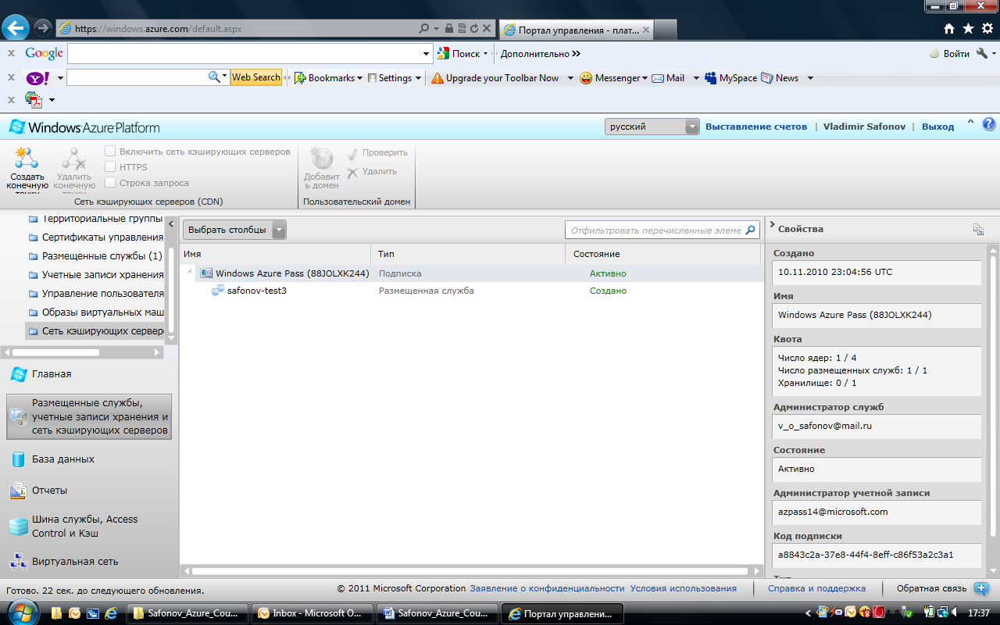 https://windows.azure.com/default.aspx
Портал управления - плат...
Google
Поиск
Дополнительно
Войти
Y!
Web Search
Bookmarks
Settings
Upgrade your Toolbar Now
Messenger
Mail
MySpace
News
Windows Azure Platform
русский
Выставление счетов | Vladimir Safonov | Выход
Создать конечную
Удалить конечную
Включить сеть кэширующих серверов
HTTPS
Строка запроса
Сеть кэширующих серверов (CDN)
Добавит
ь домен
Проверить
Удалить
Пользовательский домен
Территориальные группы
Сертификаты управления
Размещенные службы (1)
Учетные записи хранения
Управление пользователя
Образы виртуальных маш
Сеть кэширующих сервер
Главная
Размещенные службы,
учетные записи хранения и
сеть кэширующих серверов
База данных
Отчеты
Шина службы, Access
Control и Кэш
Виртуальная сеть
Выбрать столбцы
Отфильтровать перечисленные элеме
Имя Тип Состояние
Windows Azure Pass (88JOLXK244) Подписка Активно
safonov-test3 Размещенная служба Создано
Свойства
Создано
10.11.2010 23:04:56 UTC
Имя
Windows Azure Pass (88JOLXK244)
Квота
Число ядер: 1 / 4
Число размещенных служб: 1 / 1
Хранилище: 0 / 1
Администратор служб
v_o_safonov@mail.ru
Состояние
Активно
Администратор учетной записи
azpass14@microsoft.com
Код подписки
a8843c2a-37e8-44f4-8eff-c86f53a2c3a1
Готово. 22 сек. до следующего обновления.
© 2011 Microsoft Corporation Заявление о конфиденциальности Условия использования
Справка и поддержка
Обратная связь
Safonov_Azure_Cou...
Inbox - Microsoft O...
Safonov_Azure_Cou...
Портал управлени...
17:37